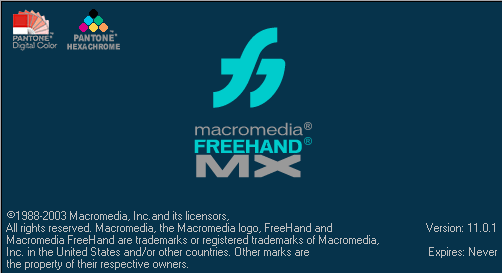 PANTONE®
Digital Color
PANTONE™
HEXACHROME
macromedia®
FREEHAND®
MX
©1988-2003 Macromedia, Inc.and its licensors,
All rights reserved. Macromedia, the Macromedia logo, FreeHand and
Macromedia FreeHand are trademarks or registered trademarks of Macromedia,
Inc. in the United States and/or other countries. Other marks are
the property of their respective owners.
Version: 11.0.1
Expires: Never